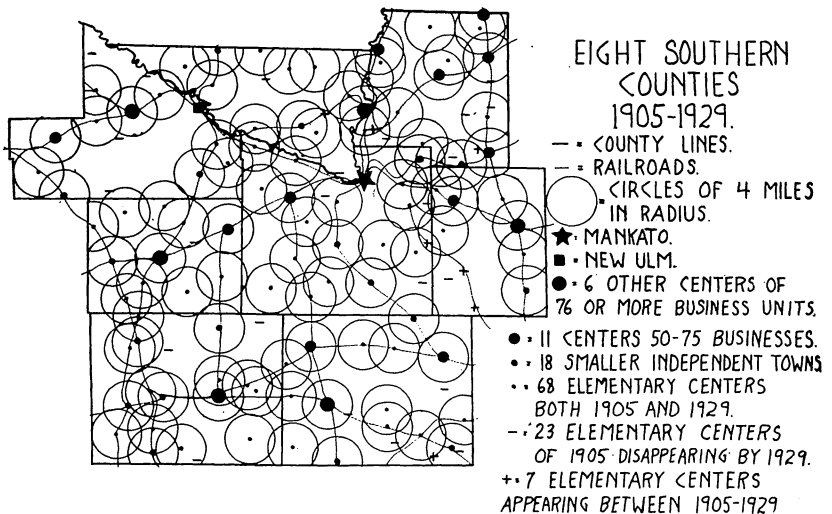 EIGHT SOUTHERN
COUNTIES
1905-1929.
— = COUNTY LINES.
— = RAILROADS.
= CIRCLES OF 4 MILES
IN RADIUS.
★ = MANKATO.
■ = NEW ULM.
● = 6 OTHER CENTERS OF
76 OR MORE BUSINESS UNITS.
● = 11 CENTERS 50-75 BUSINESSES.
• = 18 SMALLER INDEPENDENT TOWNS
· = 68 ELEMENTARY CENTERS
BOTH 1905 AND 1929.
- = 23 ELEMENTARY CENTERS
OF 1905 DISAPPEARING BY 1929.
+ = 7 ELEMENTARY CENTERS
APPEARING BETWEEN 1905-1929